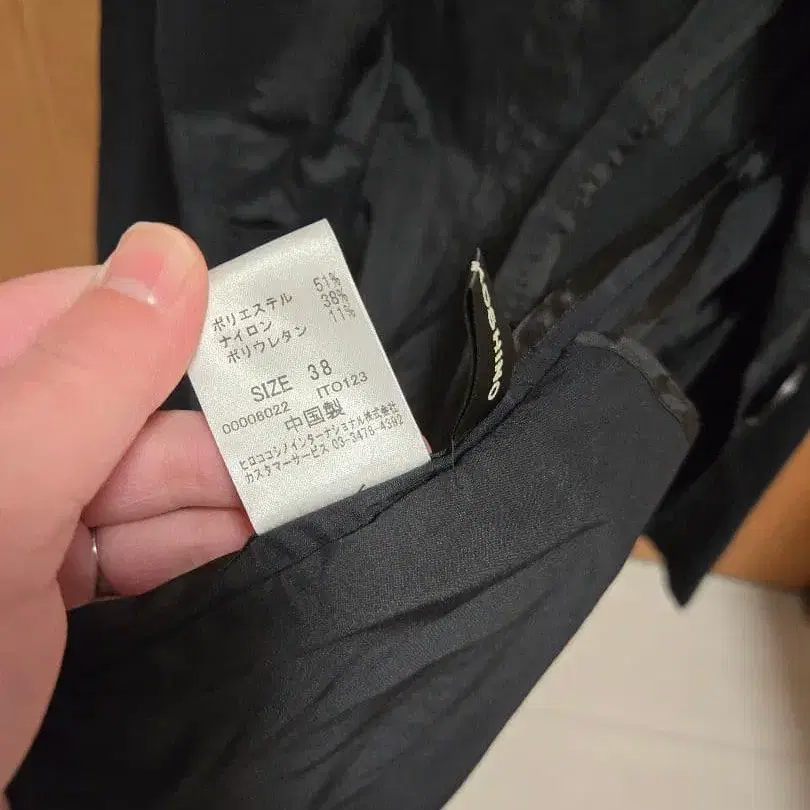 ポリエステル 51%
ナイロン 38%
ポリウレタン 11%
SIZE 38
00006022 ITO123
中国製
ヒロココシノインターナショナル株式会社
カスタマーサービス 03-3476-4392
KOSHINO